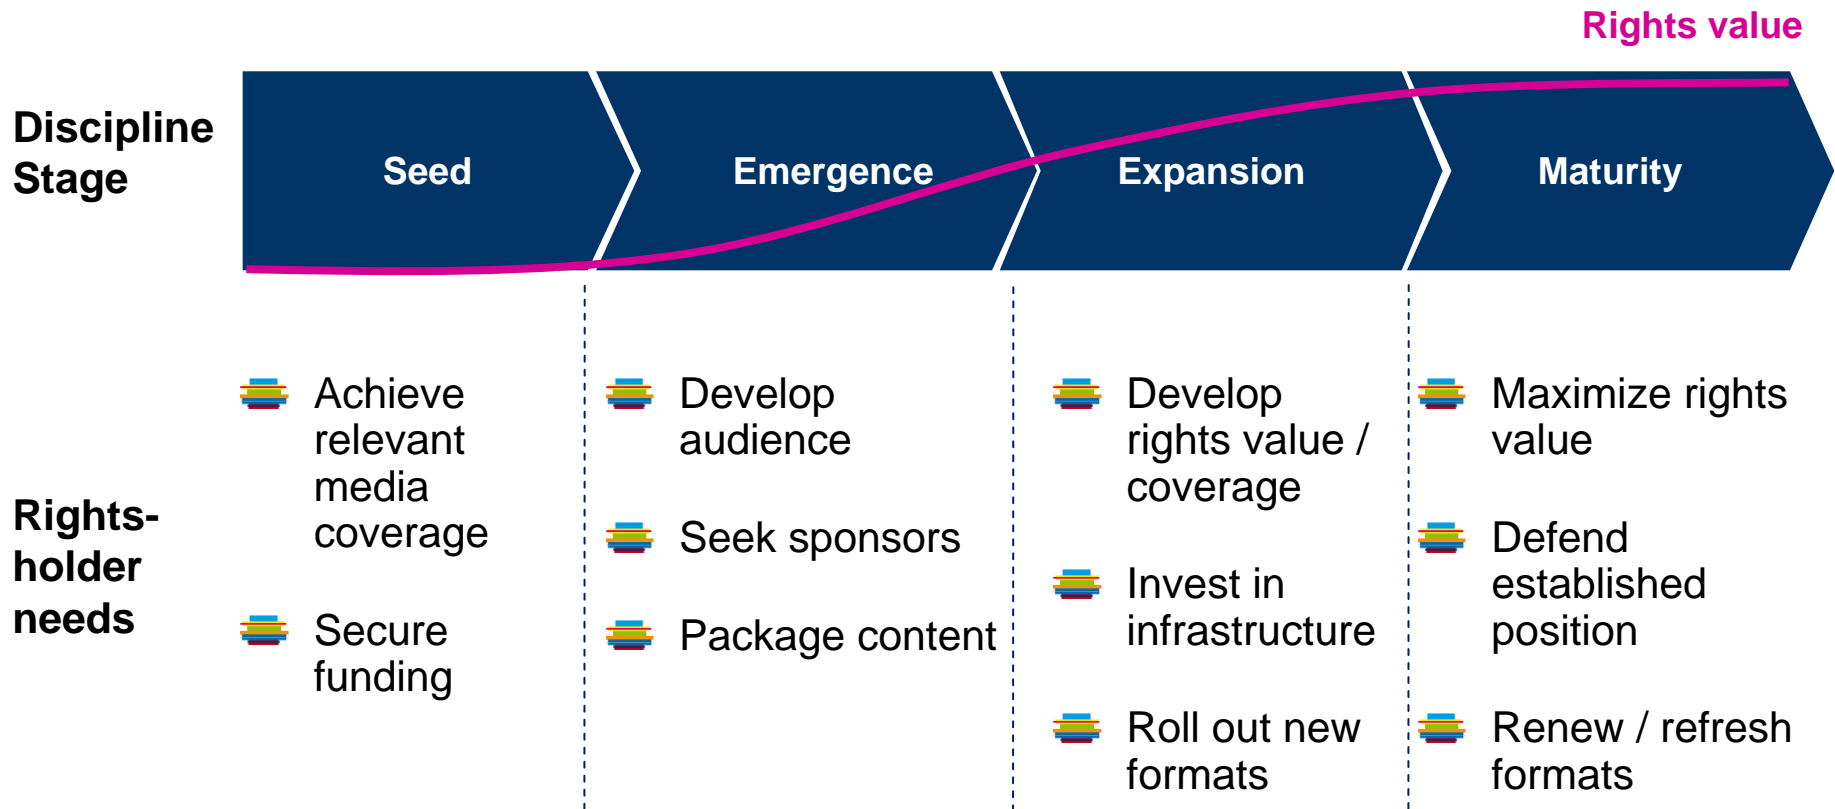 Rights value
Discipline
Stage
Seed
Emergence
Expansion
Maturity
Rights-
holder
needs
Achieve
relevant
media
coverage
Secure
funding
Develop
audience
Seek sponsors
Package content
Develop
rights value /
coverage
Invest in
infrastructure
Roll out new
formats
Maximize rights
value
Defend
established
position
Renew / refresh
formats